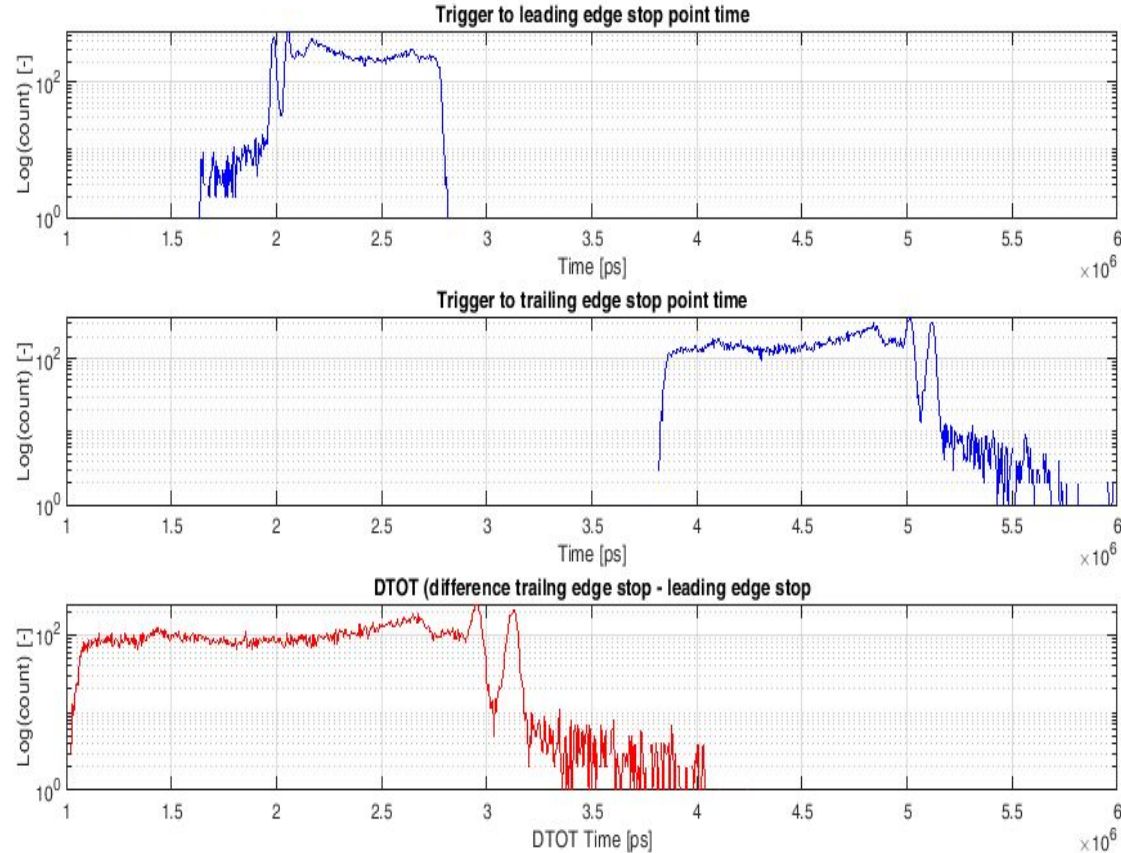 Trigger to leading edge stop point time
Log(count) [-]
10^2
10^0
1 1.5 2 2.5 3 3.5 4 4.5 5 5.5 6
Time [ps]
×10^6
Trigger to trailing edge stop point time
Log(count) [-]
10^2
10^0
1 1.5 2 2.5 3 3.5 4 4.5 5 5.5 6
Time [ps]
×10^6
DTOT (difference trailng edge stop - leading edge stop
Log(count) [-]
10^2
10^0
1 1.5 2 2.5 3 3.5 4 4.5 5 5.5 6
DTOT Time [ps]
×10^6